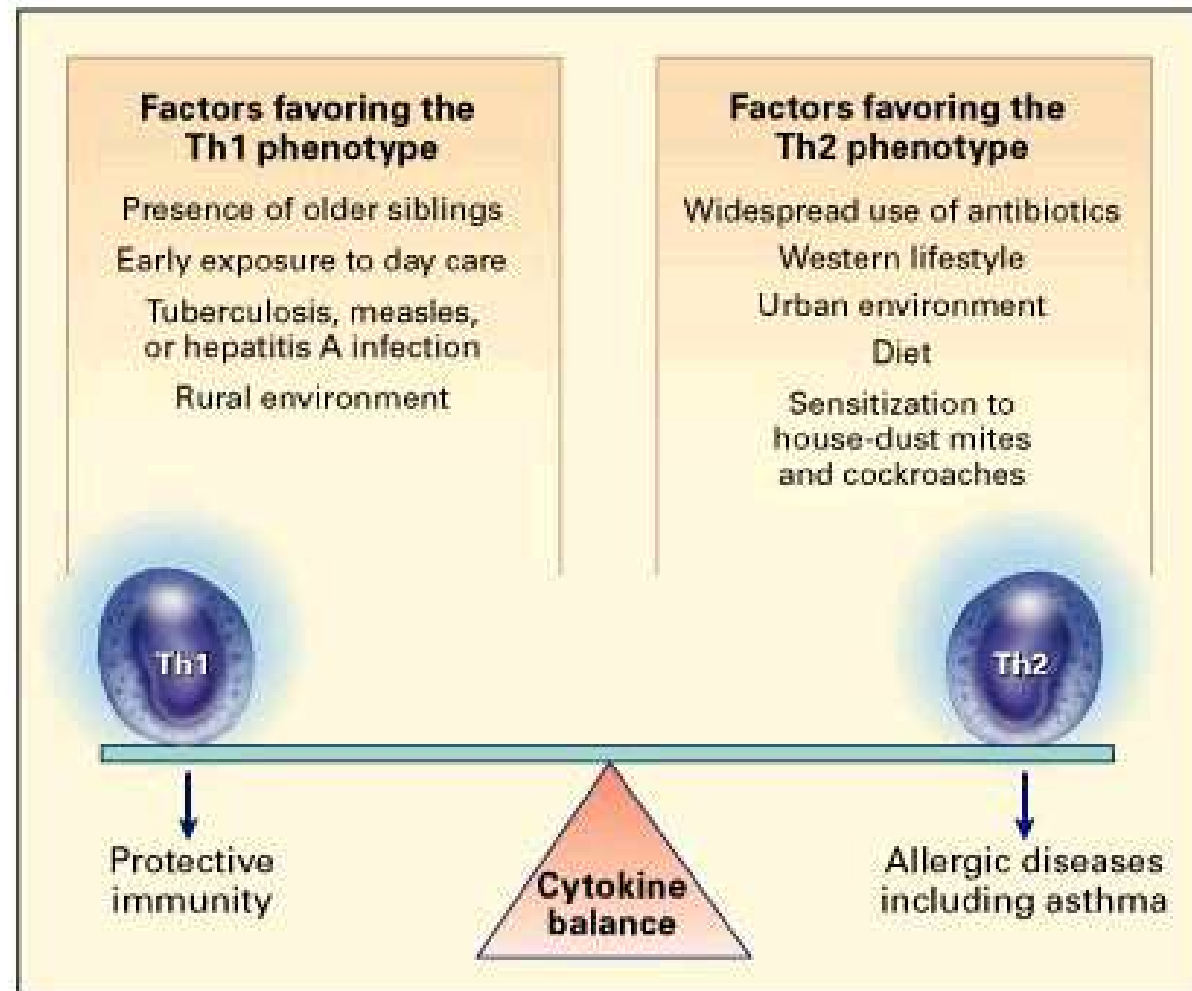 Factors favoring the
Th1 phenotype
Presence of older siblings
Early exposure to day care
Tuberculosis, measles,
or hepatitis A infection
Rural environment
Factors favoring the
Th2 phenotype
Widespread use of antibiotics
Western lifestyle
Urban environment
Diet
Sensitization to
house-dust mites
and cockroaches
Th1
Th2
Protective
immunity
Cytokine
balance
Allergic diseases
including asthma